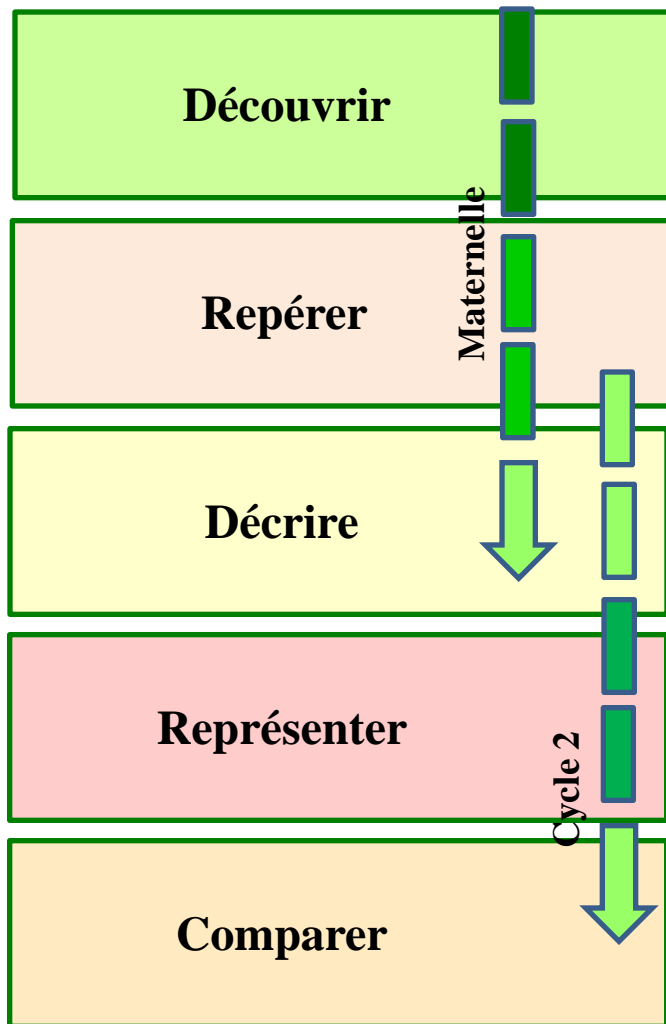 Découvrir
Maternelle
Repérer
Décrire
Représenter
Cycle 2
Comparer